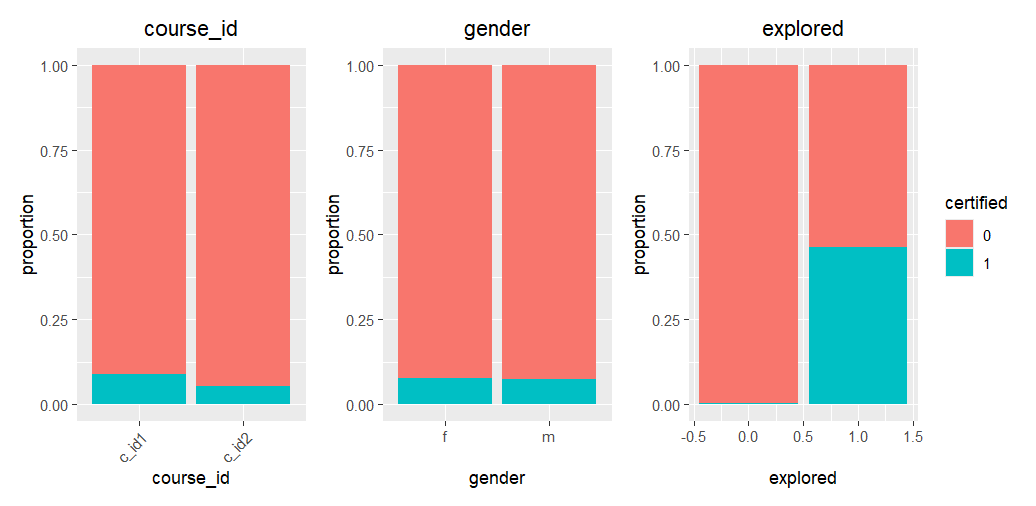 course_id
gender
explored
proportion
1.00
0.75
0.50
0.25
0.00
c_id1
c_id2
course_id
proportion
1.00
0.75
0.50
0.25
0.00
f
m
gender
proportion
1.00
0.75
0.50
0.25
0.00
-0.5
0.0
0.5
1.0
1.5
explored
certified
0
1